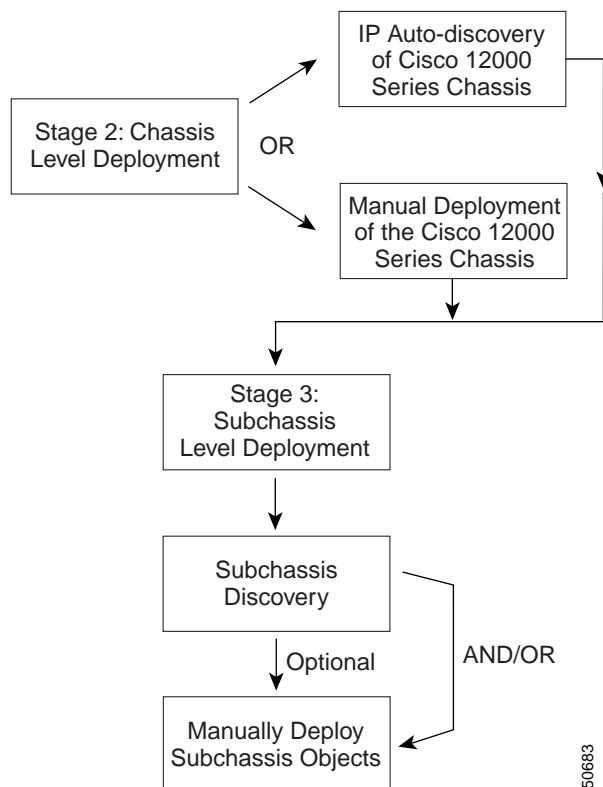 IP Auto-discovery
of Cisco 12000
Series Chassis
Stage 2: Chassis
Level Deployment
OR
Manual Deployment
of the Cisco 12000
Series Chassis
Stage 3:
Subchassis
Level Deployment
Subchassis
Discovery
Optional
AND/OR
Manually Deploy
Subchassis Objects
50683